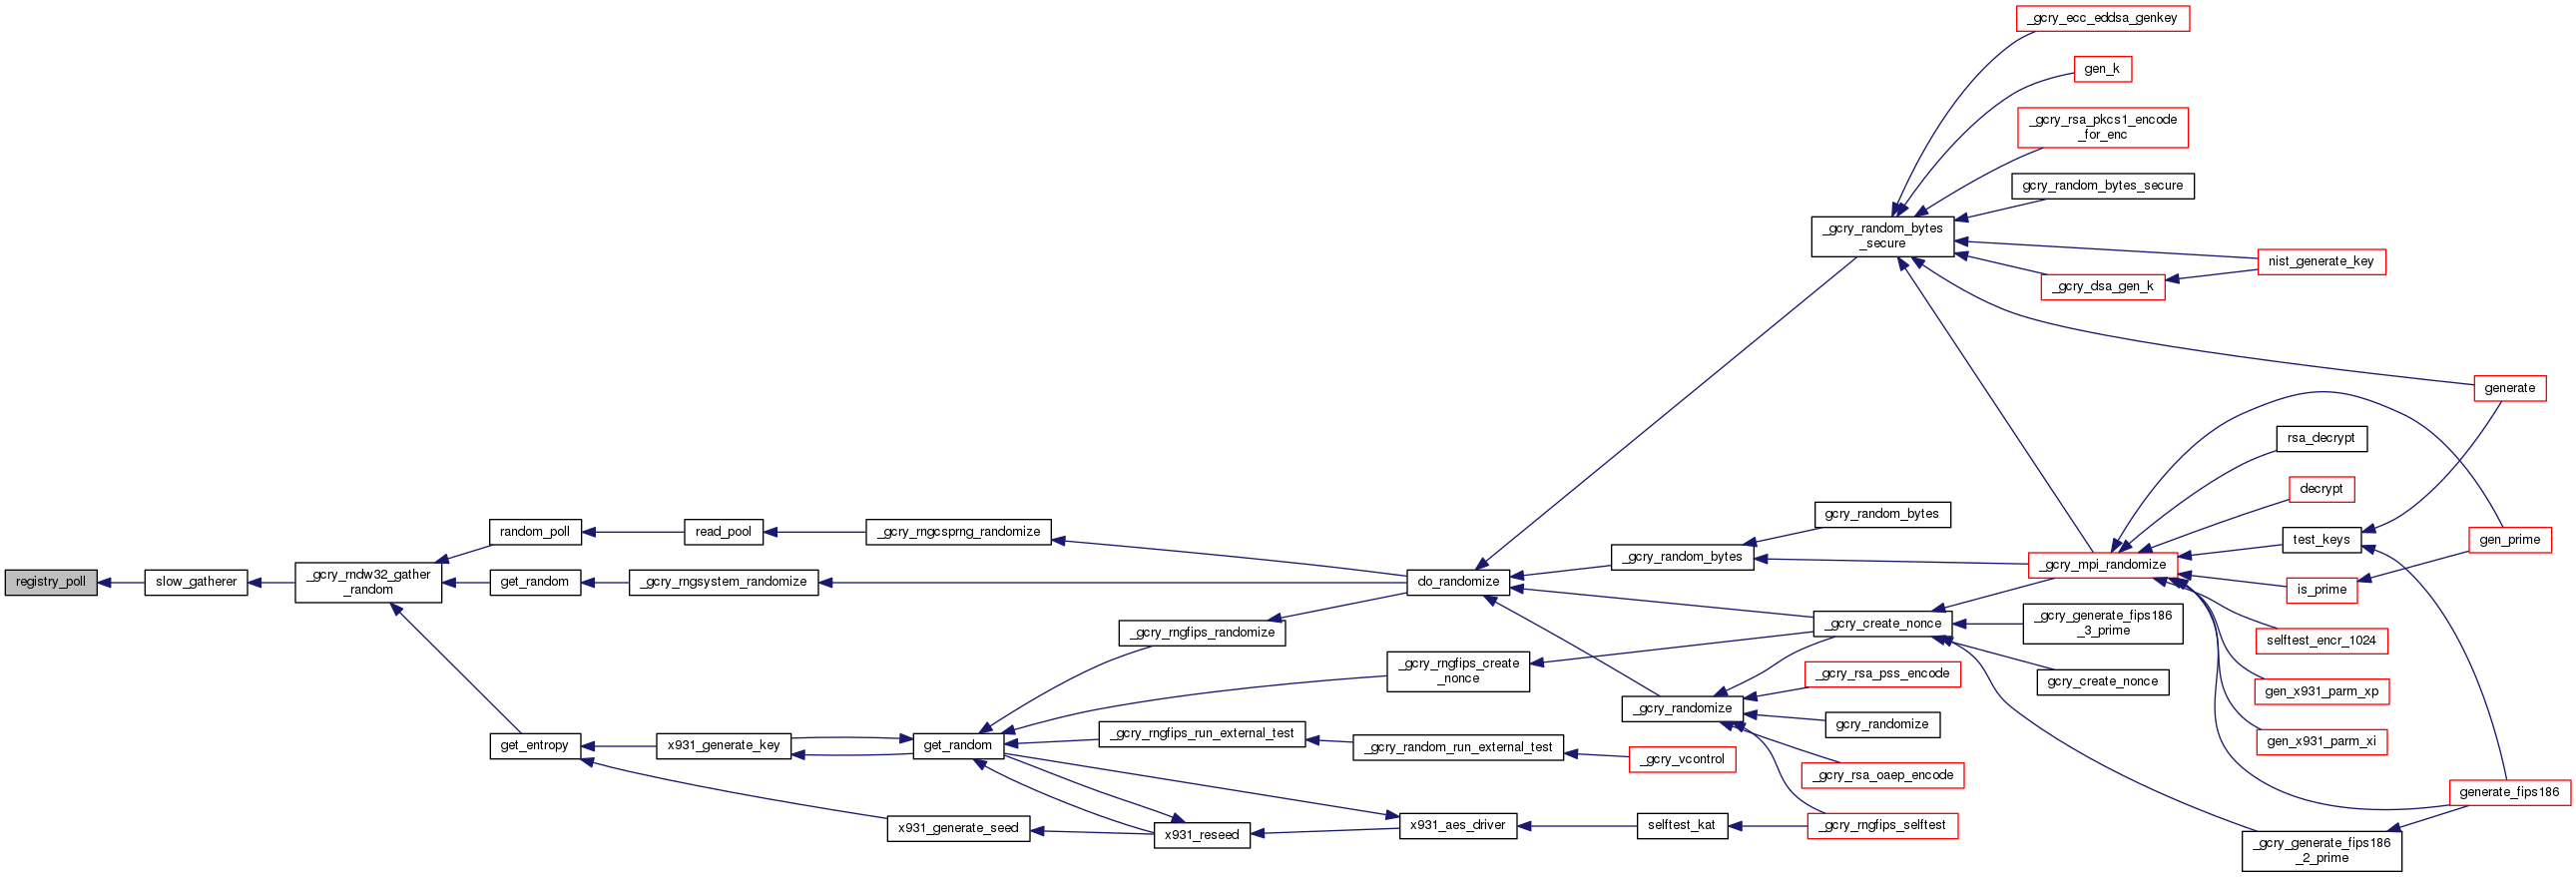 _gcry_ecc_eddsa_genkey
gen_k
_gcry_rsa_pkcs1_encode
_for_enc
gcry_random_bytes_secure
_gcry_random_bytes
_secure
nist_generate_key
_gcry_dsa_gen_k
generate
rsa_decrypt
decrypt
gcry_random_bytes
random_poll
read_pool
_gcry_rngcsprng_randomize
test_keys
gen_prime
_gcry_random_bytes
_gcry_mpi_randomize
registry_poll
slow_gatherer
_gcry_rndw32_gather
_random
get_random
_gcry_rngsystem_randomize
do_randomize
is_prime
_gcry_rngfips_randomize
_gcry_create_nonce
_gcry_generate_fips186
_3_prime
selftest_encr_1024
_gcry_rngfips_create
_nonce
_gcry_rsa_pss_encode
gcry_create_nonce
gen_x931_parm_xp
_gcry_randomize
gcry_randomize
get_entropy
x931_generate_key
get_random
_gcry_rngfips_run_external_test
_gcry_random_run_external_test
_gcry_vcontrol
gen_x931_parm_xi
_gcry_rsa_oaep_encode
generate_fips186
x931_generate_seed
x931_reseed
x931_aes_driver
selftest_kat
_gcry_rngfips_selftest
_gcry_generate_fips186
_2_prime